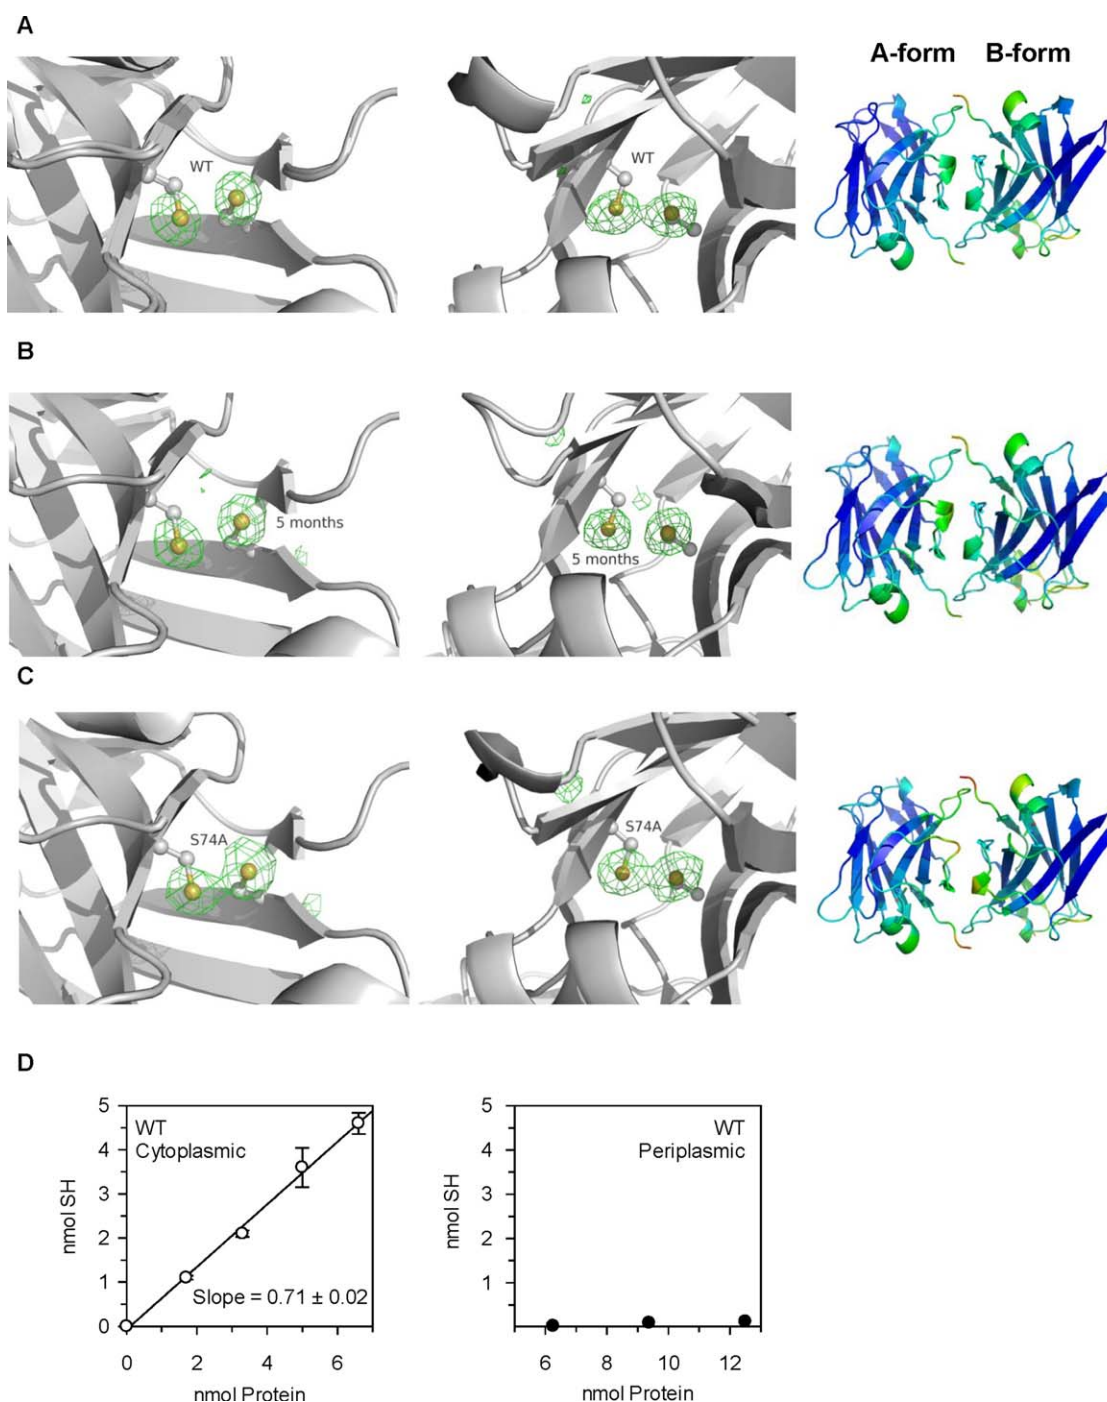 A
A-form B-form
WT
WT
B
5 months
5 months
C
S74A
S74A
D
5
4
3
2
1
0
nmol SH
WT
Cytoplasmic
Slope = 0.71 ± 0.02
0 2 4 6
nmol Protein
5
4
3
2
1
nmol SH
WT
Periplasmic
6 8 10 12
nmol Protein